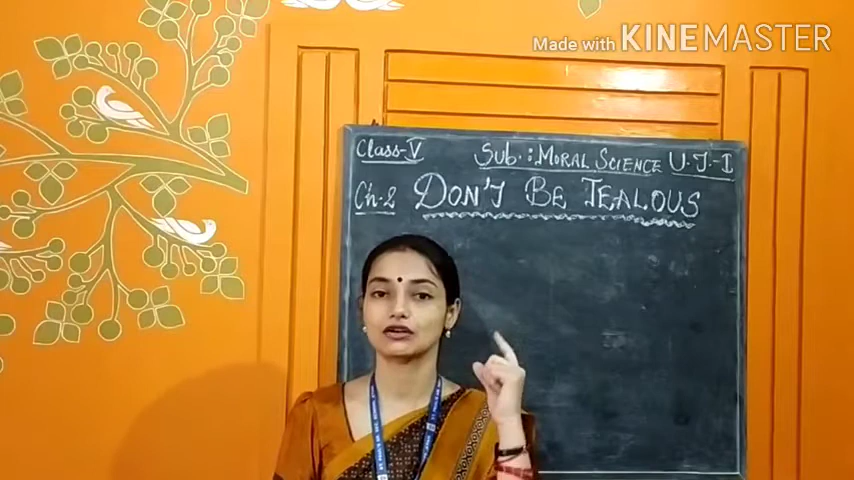 Made with KINEMASTER
Class-V Sub.: MORAL SCIENCE U.T-I
Ch-2 DON'T BE JEALOUS